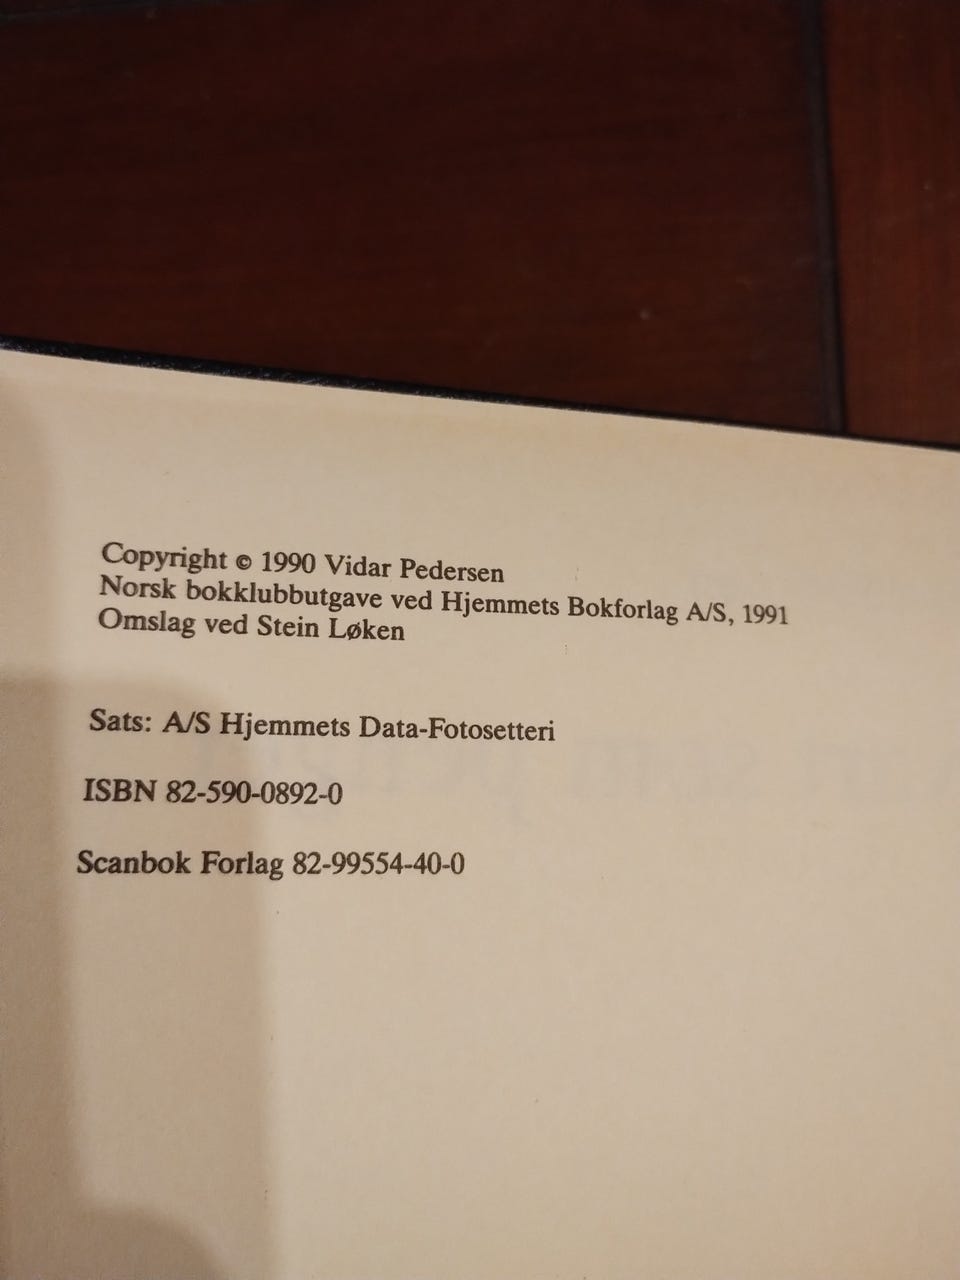 Copyright © 1990 Vidar Pedersen
Norsk bokklubbutgave ved Hjemmets Bokforlag A/S, 1991
Omslag ved Stein Løken
Sats: A/S Hjemmets Data-Fotosetteri
ISBN 82-590-0892-0
Scanbok Forlag 82-99554-40-0